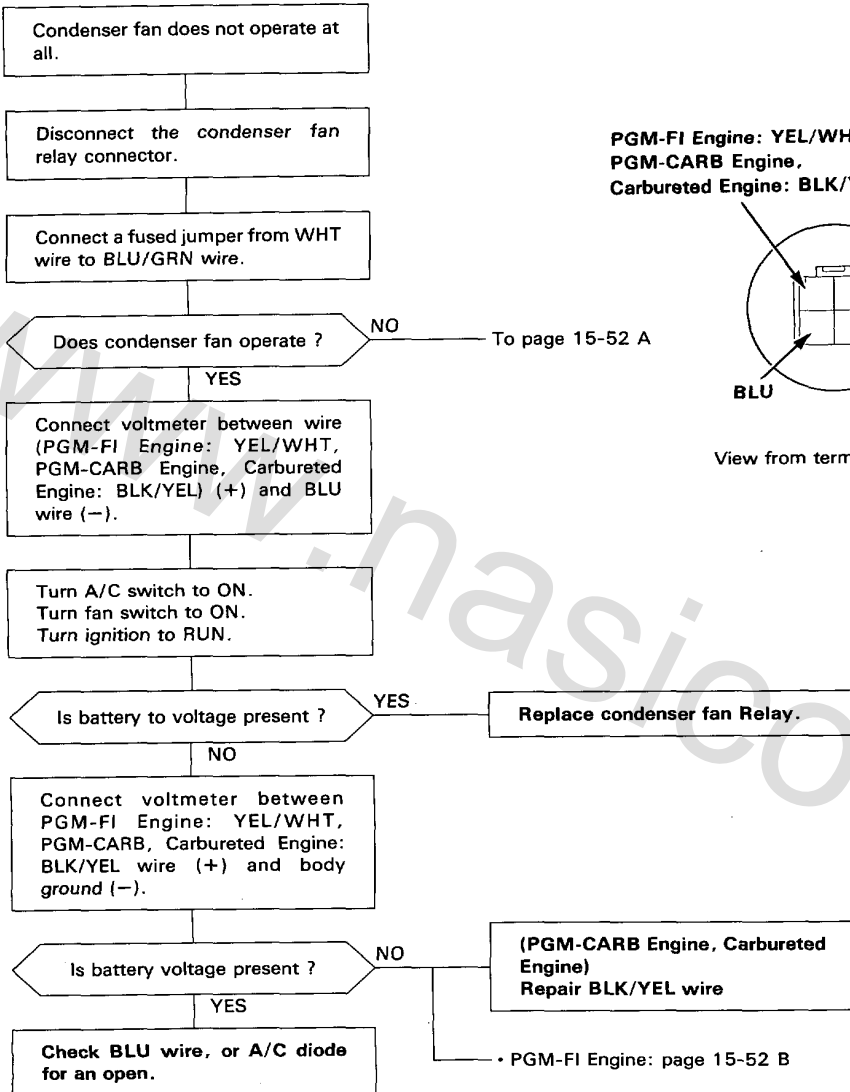 Condenser fan does not operate at
all.
Disconnect the condenser fan
relay connector.
Connect a fused jumper from WHT
wire to BLU/GRN wire.
Does condenser fan operate ?
NO
To page 15-52 A
YES
Connect voltmeter between wire
(PGM-FI Engine: YEL/WHT,
PGM-CARB Engine, Carbureted
Engine: BLK/YEL) (+) and BLU
wire (−).
Turn A/C switch to ON.
Turn fan switch to ON.
Turn ignition to RUN.
Is battery to voltage present ?
YES
Replace condenser fan Relay.
NO
Connect voltmeter between
PGM-FI Engine: YEL/WHT,
PGM-CARB, Carbureted Engine:
BLK/YEL wire (+) and body
ground (−).
Is battery voltage present ?
NO
(PGM-CARB Engine, Carbureted
Engine)
Repair BLK/YEL wire
YES
• PGM-FI Engine: page 15-52 B
Check BLU wire, or A/C diode
for an open.
PGM-FI Engine: YEL/WH
PGM-CARB Engine,
Carbureted Engine: BLK/Y
BLU
View from term
www.nasico